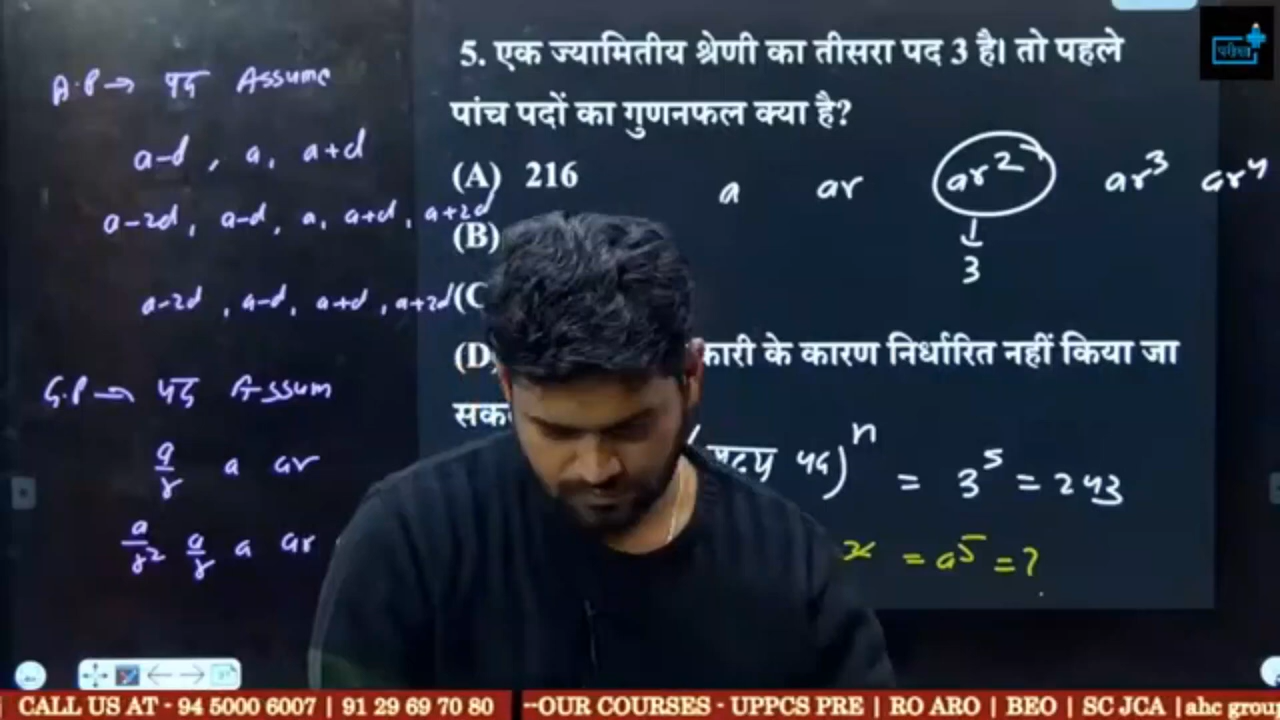 A.P → पद Assume
a-d, a, a+d
a-2d, a-d, a, a+d, a+2d
a-2d, a-d, a+d, a+2d
G.P → पद Assum
a/r a ar
a/r² a/r a ar
5. एक ज्यामितीय श्रेणी का तीसरा पद 3 है। तो पहले
पांच पदों का गुणनफल क्या है?
(A) 216
(B)
(C
(D)
कारी के कारण निर्धारित नहीं किया जा
सक
a ar ar² ar³ ar⁴
↓
3
पद)ⁿ = 3⁵ = 243
= a⁵ = ?
CALL US AT - 94 5000 6007 | 91 29 69 70 80 --OUR COURSES - UPPCS PRE | RO ARO | BEO | SC JCA |ahc group